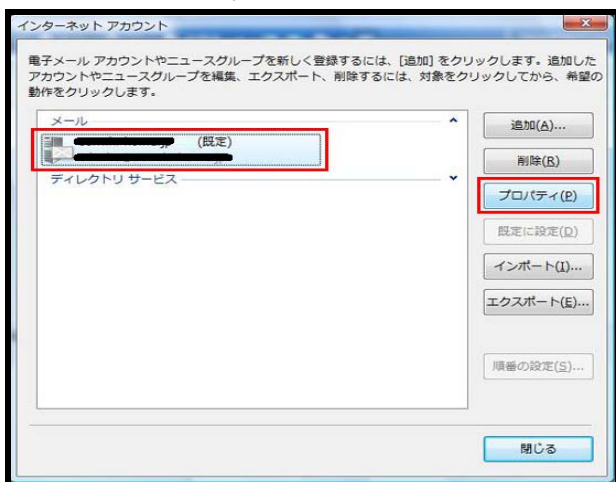 インターネット アカウント
電子メール アカウントやニュースグループを新しく登録するには、[追加] をクリックします。追加した
アカウントやニュースグループを編集、エクスポート、削除するには、対象をクリックしてから、希望の
動作をクリックします。
メール
(既定)
ディレクトリ サービス
追加(A)...
削除(R)
プロパティ(P)
既定に設定(D)
インポート(I)...
エクスポート(E)...
順番の設定(S)...
閉じる